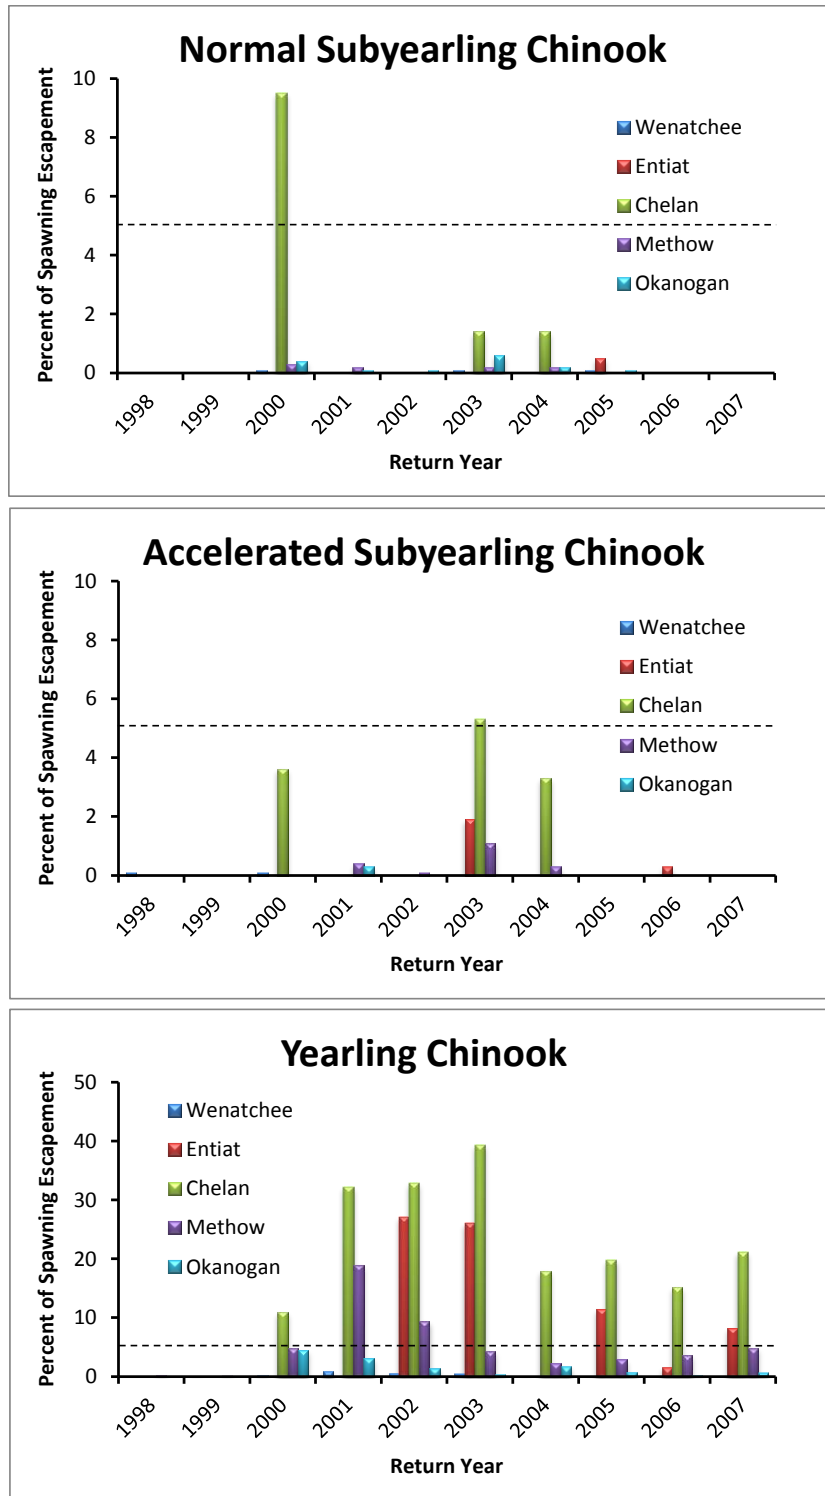 Normal Subyearling Chinook
Percent of Spawning Escapement
10
8
6
4
2
0
Wenatchee
Entiat
Chelan
Methow
Okanogan
1998 1999 2000 2001 2002 2003 2004 2005 2006 2007
Return Year
Accelerated Subyearling Chinook
Percent of Spawning Escapement
10
8
6
4
2
0
Wenatchee
Entiat
Chelan
Methow
Okanogan
1998 1999 2000 2001 2002 2003 2004 2005 2006 2007
Return Year
Yearling Chinook
Percent of Spawning Escapement
50
40
30
20
10
0
Wenatchee
Entiat
Chelan
Methow
Okanogan
1998 1999 2000 2001 2002 2003 2004 2005 2006 2007
Return Year